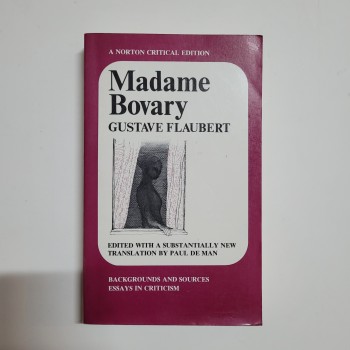 A NORTON CRITICAL EDITION
Madame
Bovary
GUSTAVE FLAUBERT
EDITED WITH A SUBSTANTIALLY NEW
TRANSLATION BY PAUL DE MAN
BACKGROUNDS AND SOURCES
ESSAYS IN CRITICISM